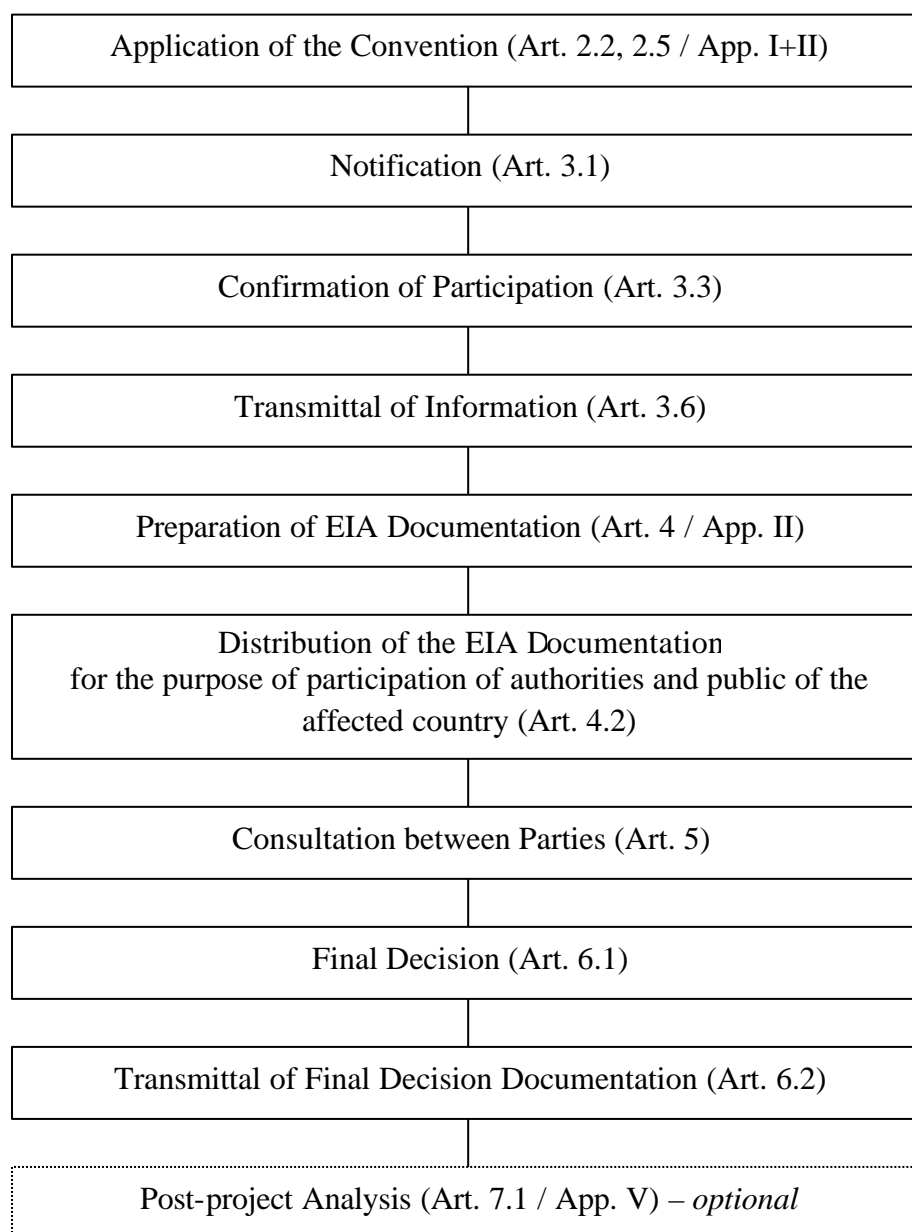 Application of the Convention (Art. 2.2, 2.5 / App. I+II)
Notification (Art. 3.1)
Confirmation of Participation (Art. 3.3)
Transmittal of Information (Art. 3.6)
Preparation of EIA Documentation (Art. 4 / App. II)
Distribution of the EIA Documentation
for the purpose of participation of authorities and public of the
affected country (Art. 4.2)
Consultation between Parties (Art. 5)
Final Decision (Art. 6.1)
Transmittal of Final Decision Documentation (Art. 6.2)
Post-project Analysis (Art. 7.1 / App. V) – optional